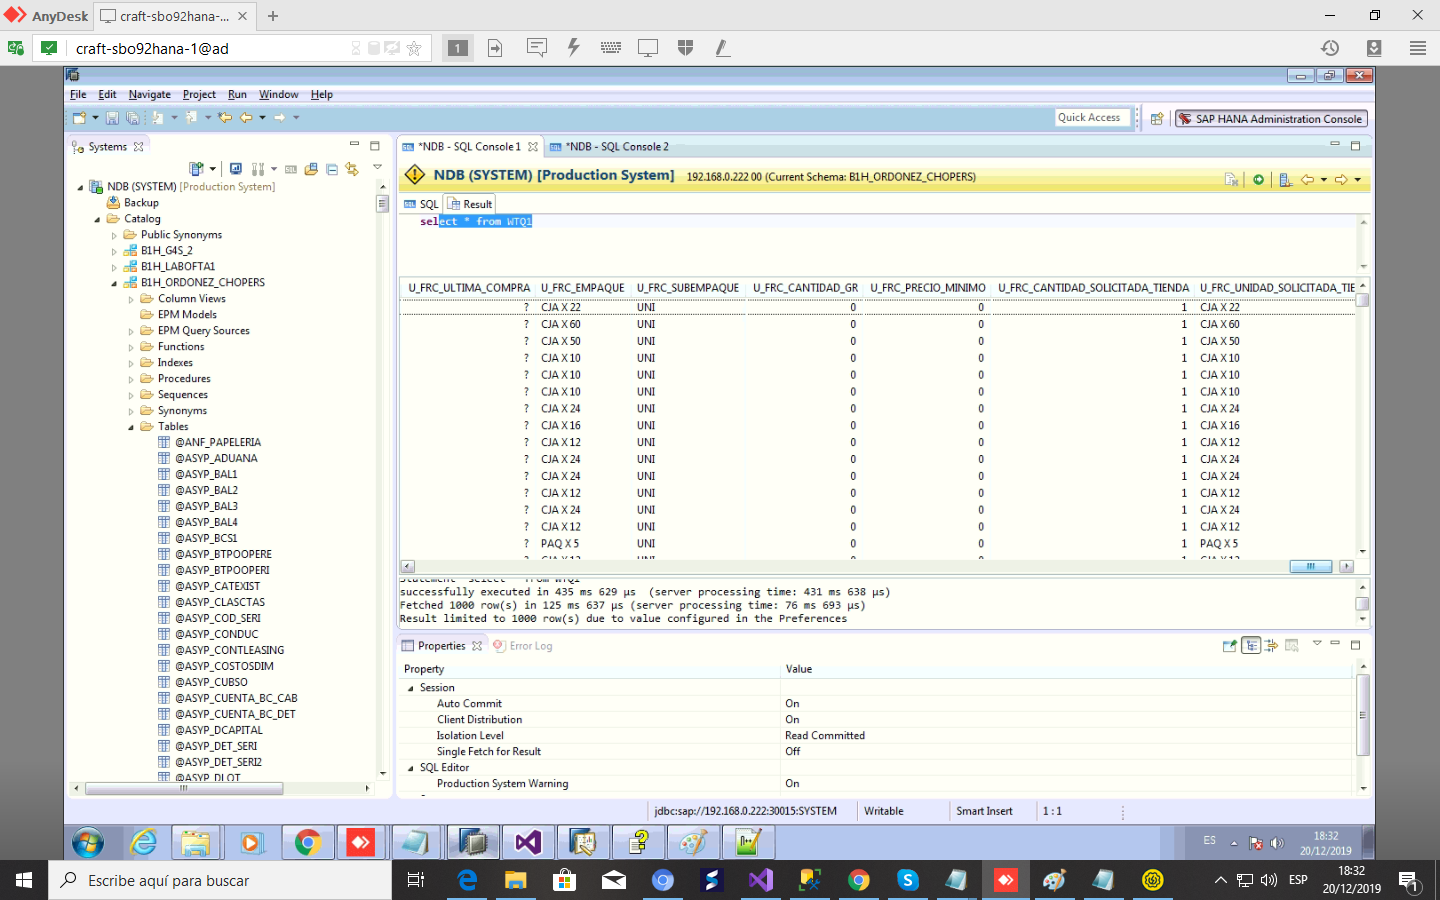 AnyDesk
craft-sbo92hana-...
craft-sbo92hana-1@ad
1
File Edit Navigate Project Run Window Help
Quick Access
SAP HANA Administration Console
Systems
*NDB - SQL Console 1
*NDB - SQL Console 2
NDB (SYSTEM) [Production System] 192.168.0.222 00 (Current Schema: B1H_ORDONEZ_CHOPERS)
SQL Result
select * from WTQ1
NDB (SYSTEM) [Production System]
Backup
Catalog
Public Synonyms
B1H_G4S_2
B1H_LABOFTA1
B1H_ORDONEZ_CHOPERS
Column Views
EPM Models
EPM Query Sources
Functions
Indexes
Procedures
Sequences
Synonyms
Tables
@ANF_PAPELERIA
@ASYP_ADUANA
@ASYP_BAL1
@ASYP_BAL2
@ASYP_BAL3
@ASYP_BAL4
@ASYP_BCS1
@ASYP_BTPOOPERE
@ASYP_BTPOOPERI
@ASYP_CATEXIST
@ASYP_CLASCTAS
@ASYP_COD_SERI
@ASYP_CONDUC
@ASYP_CONTLEASING
@ASYP_COSTOSDIM
@ASYP_CUBSO
@ASYP_CUENTA_BC_CAB
@ASYP_CUENTA_BC_DET
@ASYP_DCAPITAL
@ASYP_DET_SERI
@ASYP_DET_SERI2
@ASYP_DLOT
U_FRC_ULTIMA_COMPRA U_FRC_EMPAQUE U_FRC_SUBEMPAQUE U_FRC_CANTIDAD_GR U_FRC_PRECIO_MINIMO U_FRC_CANTIDAD_SOLICITADA_TIENDA U_FRC_UNIDAD_SOLICITADA_TIE
? CJA X 22 UNI 0 0 1 CJA X 22
? CJA X 60 UNI 0 0 1 CJA X 60
? CJA X 50 UNI 0 0 1 CJA X 50
? CJA X 10 UNI 0 0 1 CJA X 10
? CJA X 10 UNI 0 0 1 CJA X 10
? CJA X 10 UNI 0 0 1 CJA X 10
? CJA X 24 UNI 0 0 1 CJA X 24
? CJA X 16 UNI 0 0 1 CJA X 16
? CJA X 12 UNI 0 0 1 CJA X 12
? CJA X 24 UNI 0 0 1 CJA X 24
? CJA X 24 UNI 0 0 1 CJA X 24
? CJA X 12 UNI 0 0 1 CJA X 12
? CJA X 24 UNI 0 0 1 CJA X 24
? CJA X 12 UNI 0 0 1 CJA X 12
? PAQ X 5 UNI 0 0 1 PAQ X 5
successfully executed in 435 ms 629 µs (server processing time: 431 ms 638 µs)
Fetched 1000 row(s) in 125 ms 637 µs (server processing time: 76 ms 693 µs)
Result limited to 1000 row(s) due to value configured in the Preferences
Properties Error Log
Property Value
Session
Auto Commit On
Client Distribution On
Isolation Level Read Committed
Single Fetch for Result Off
SQL Editor
Production System Warning On
jdbc:sap://192.168.0.222:30015:SYSTEM Writable Smart Insert 1 : 1
ES
18:32
20/12/2019
Escribe aquí para buscar
ESP
18:32
20/12/2019
1